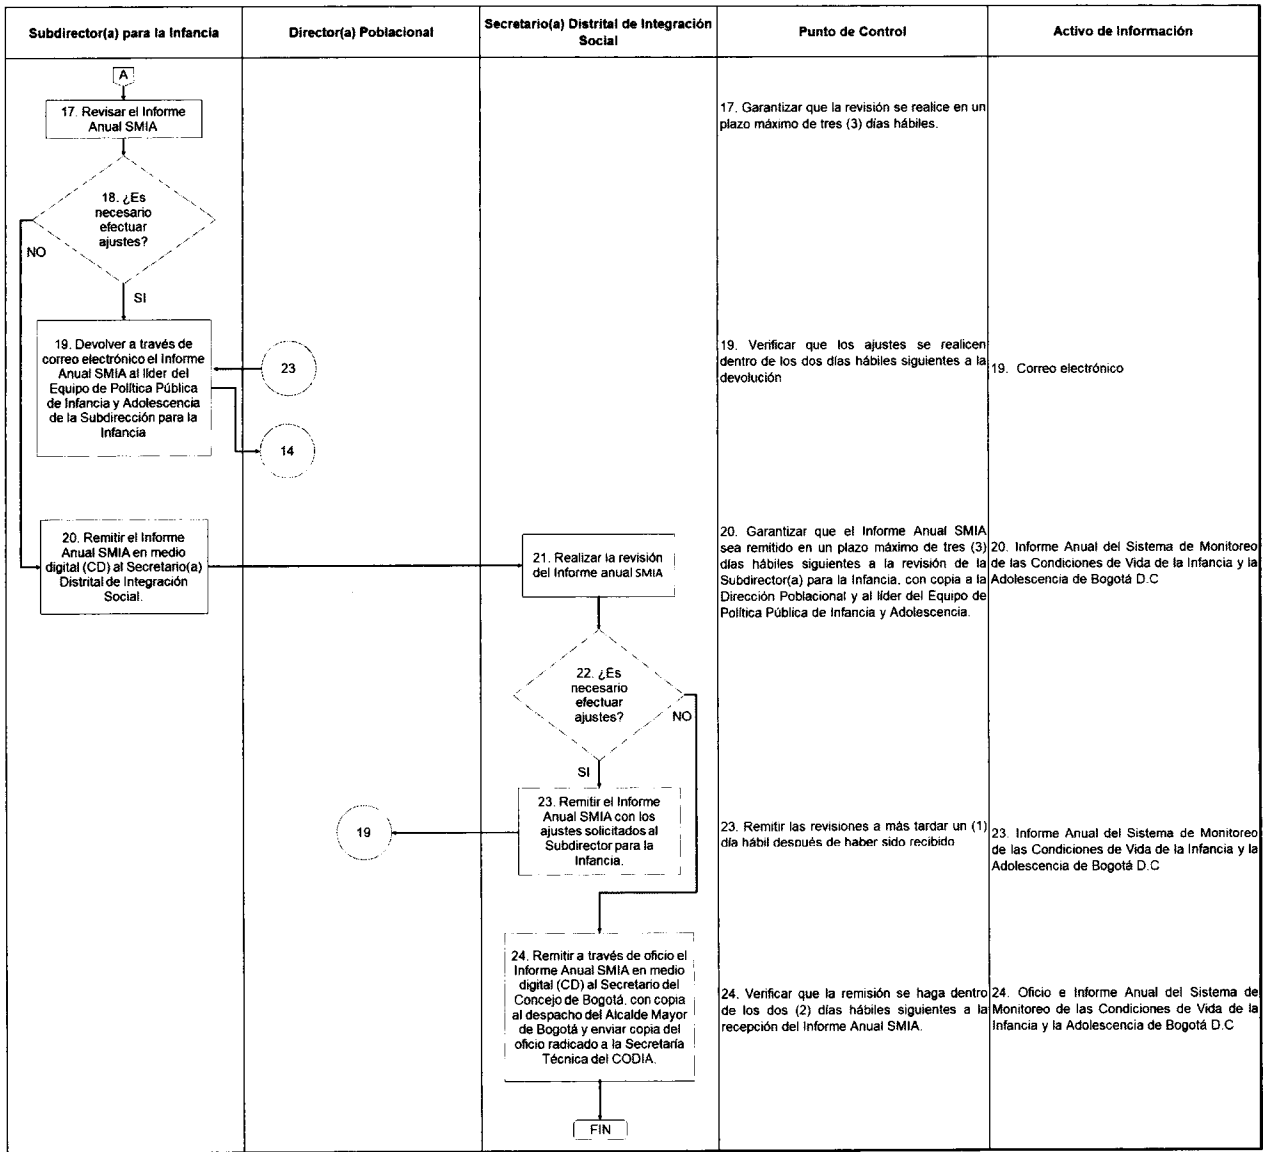 Subdirector(a) para la Infancia
Director(a) Poblacional
Secretario(a) Distrital de Integración
Social
Punto de Control
Activo de Información
A
17. Revisar el Informe
Anual SMIA
17. Garantizar que la revisión se realice en un
plazo máximo de tres (3) días hábiles.
18. ¿Es
necesario
efectuar
ajustes?
NO
SI
19. Devolver a través de
correo electrónico el Informe
Anual SMIA al líder del
Equipo de Política Pública
de Infancia y Adolescencia
de la Subdirección para la
Infancia
23
14
19. Verificar que los ajustes se realicen
dentro de los dos días hábiles siguientes a la
devolución
19. Correo electrónico
20. Remitir el Informe
Anual SMIA en medio
digital (CD) al Secretario(a)
Distrital de Integración
Social.
21. Realizar la revisión
del Informe anual SMIA
20. Garantizar que el Informe Anual SMIA
sea remitido en un plazo máximo de tres (3)
días hábiles siguientes a la revisión de la
Subdirector(a) para la Infancia, con copia a la
Dirección Poblacional y al líder del Equipo de
Política Pública de Infancia y Adolescencia.
20. Informe Anual del Sistema de Monitoreo
de las Condiciones de Vida de la Infancia y la
Adolescencia de Bogotá D.C
22. ¿Es
necesario
efectuar
ajustes?
NO
SI
23. Remitir el Informe
Anual SMIA con los
ajustes solicitados al
Subdirector para la
Infancia.
19
23. Remitir las revisiones a más tardar un (1)
día hábil después de haber sido recibido
23. Informe Anual del Sistema de Monitoreo
de las Condiciones de Vida de la Infancia y la
Adolescencia de Bogotá D.C
24. Remitir a través de oficio el
Informe Anual SMIA en medio
digital (CD) al Secretario del
Concejo de Bogotá, con copia
al despacho del Alcalde Mayor
de Bogotá y enviar copia del
oficio radicado a la Secretaría
Técnica del CODIA.
24. Verificar que la remisión se haga dentro
de los dos (2) días hábiles siguientes a la
recepción del Informe Anual SMIA.
24. Oficio e Informe Anual del Sistema de
Monitoreo de las Condiciones de Vida de la
Infancia y la Adolescencia de Bogotá D.C
FIN